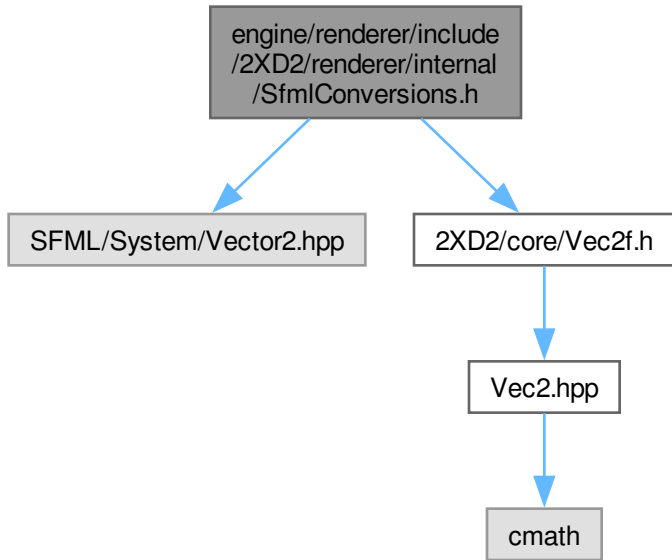 engine/renderer/include
/2XD2/renderer/internal
/SfmlConversions.h
SFML/System/Vector2.hpp
2XD2/core/Vec2f.h
Vec2.hpp
cmath